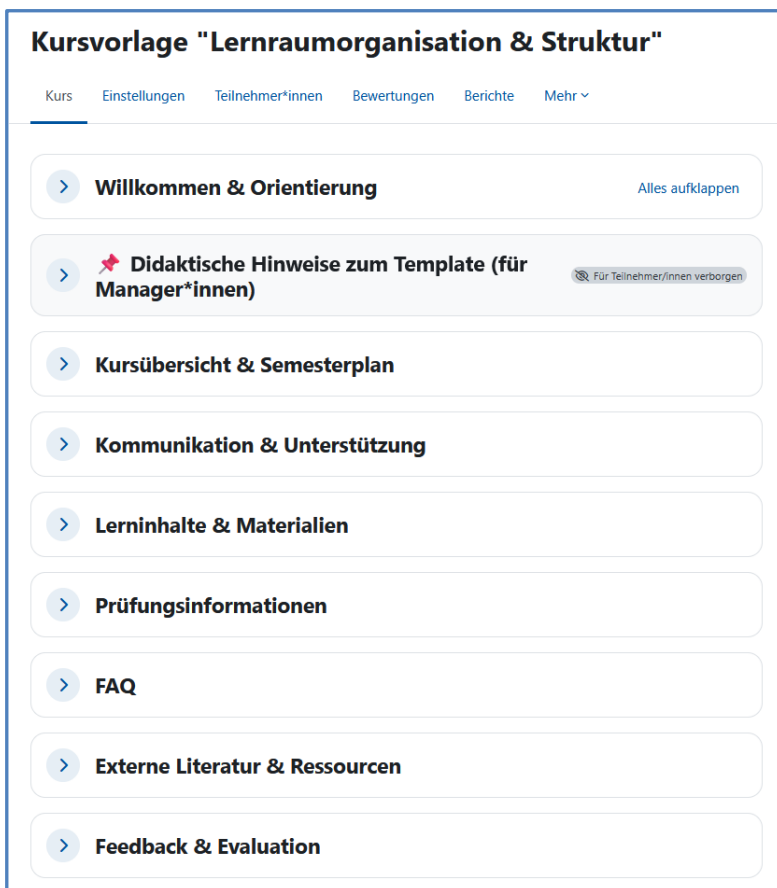 Kursvorlage "Lernraumorganisation & Struktur"
Kurs Einstellungen Teilnehmer*innen Bewertungen Berichte Mehr
Willkommen & Orientierung Alles aufklappen
📌 Didaktische Hinweise zum Template (für
Manager*innen) Für Teilnehmer/innen verborgen
Kursübersicht & Semesterplan
Kommunikation & Unterstützung
Lerninhalte & Materialien
Prüfungsinformationen
FAQ
Externe Literatur & Ressourcen
Feedback & Evaluation